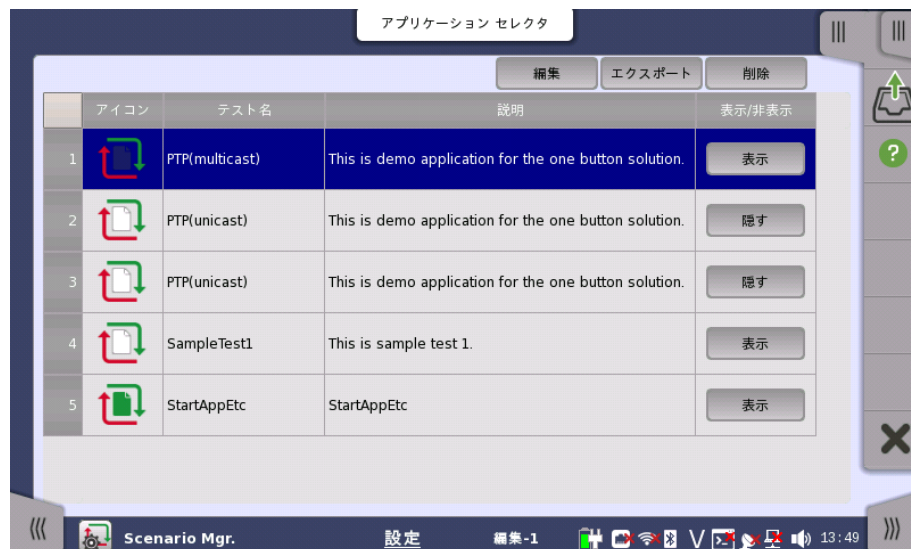 アプリケーション セレクタ
編集 エクスポート 削除
アイコン テスト名 説明 表示/非表示
1 PTP(multicast) This is demo application for the one button solution. 表示
2 PTP(unicast) This is demo application for the one button solution. 隠す
3 PTP(unicast) This is demo application for the one button solution. 隠す
4 SampleTest1 This is sample test 1. 表示
5 StartAppEtc StartAppEtc 表示
Scenario Mgr. 設定 編集-1 V 13:49